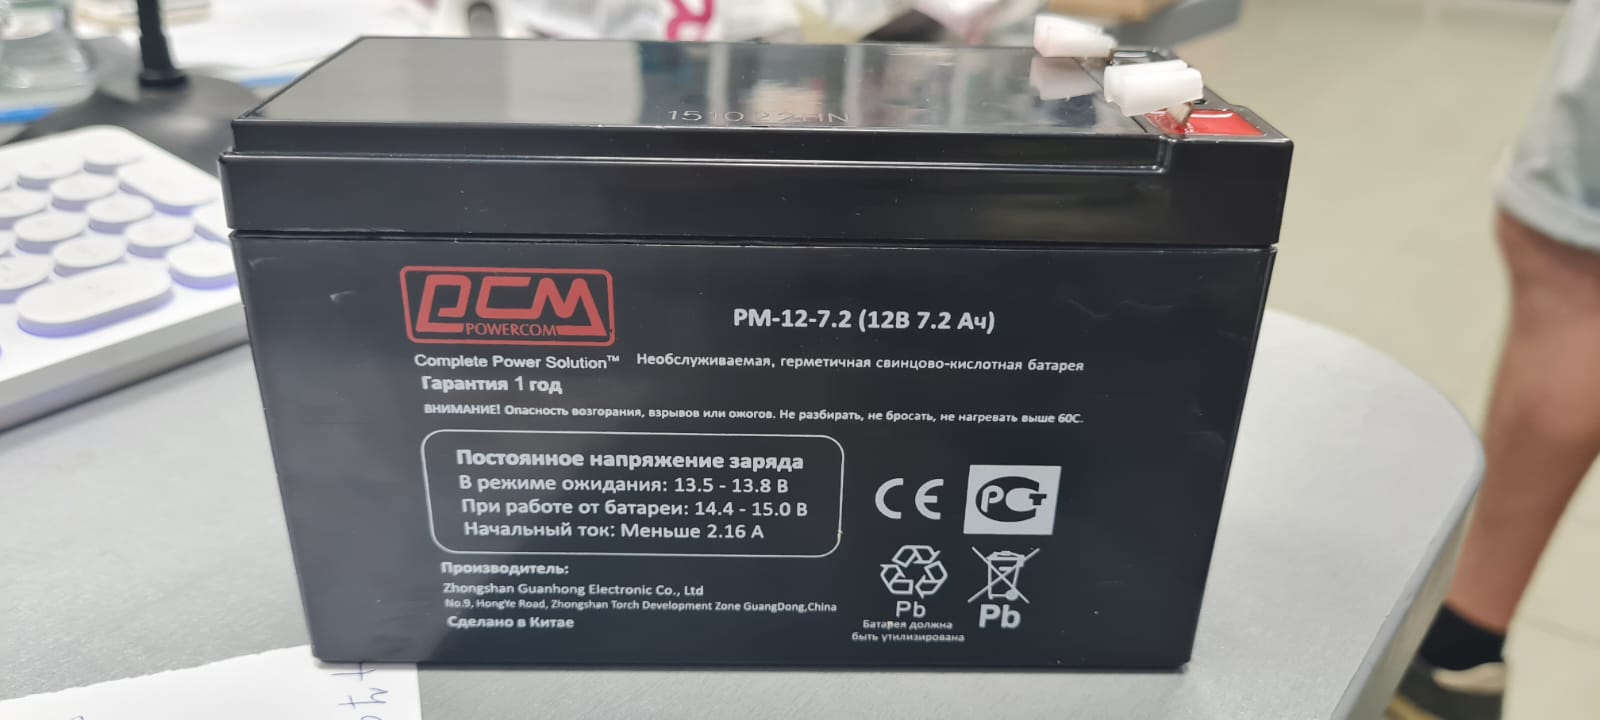 151022HN
PCM
POWERCOM
PM-12-7.2 (12В 7.2 Ач)
Complete Power Solution™
Необслуживаемая, герметичная свинцово-кислотная батарея
Гарантия 1 год
ВНИМАНИЕ! Опасность возгорания, взрывов или ожогов. Не разбирать, не бросать, не нагревать выше 60С.
Постоянное напряжение заряда
В режиме ожидания: 13.5 - 13.8 В
При работе от батареи: 14.4 - 15.0 В
Начальный ток: Меньше 2.16 А
CE
РСТ
Производитель:
Zhongshan Guanhong Electronic Co., Ltd
No.9, HongYe Road, Zhongshan Torch Development Zone GuangDong,China
Сделано в Китае
Pb
Батарея должна
быть утилизирована
Pb